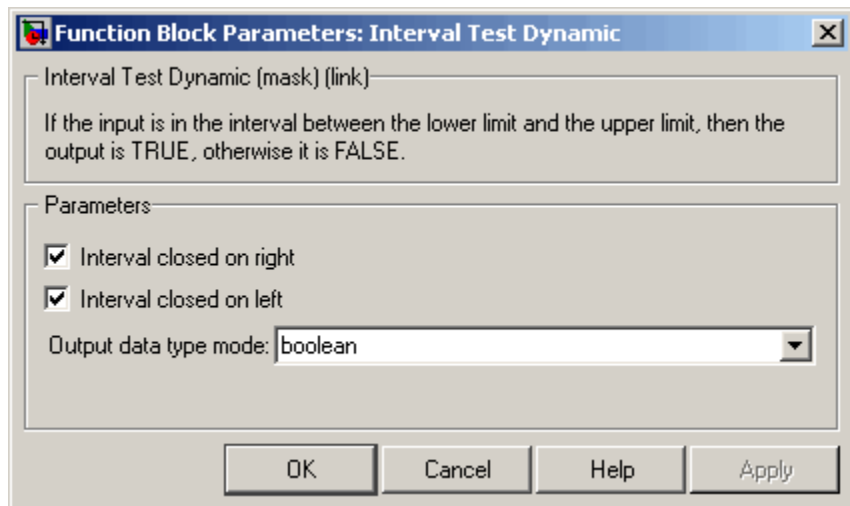 Function Block Parameters: Interval Test Dynamic
Interval Test Dynamic (mask) (link)
If the input is in the interval between the lower limit and the upper limit, then the
output is TRUE, otherwise it is FALSE.
Parameters
Interval closed on right
Interval closed on left
Output data type mode: boolean
OK Cancel Help Apply